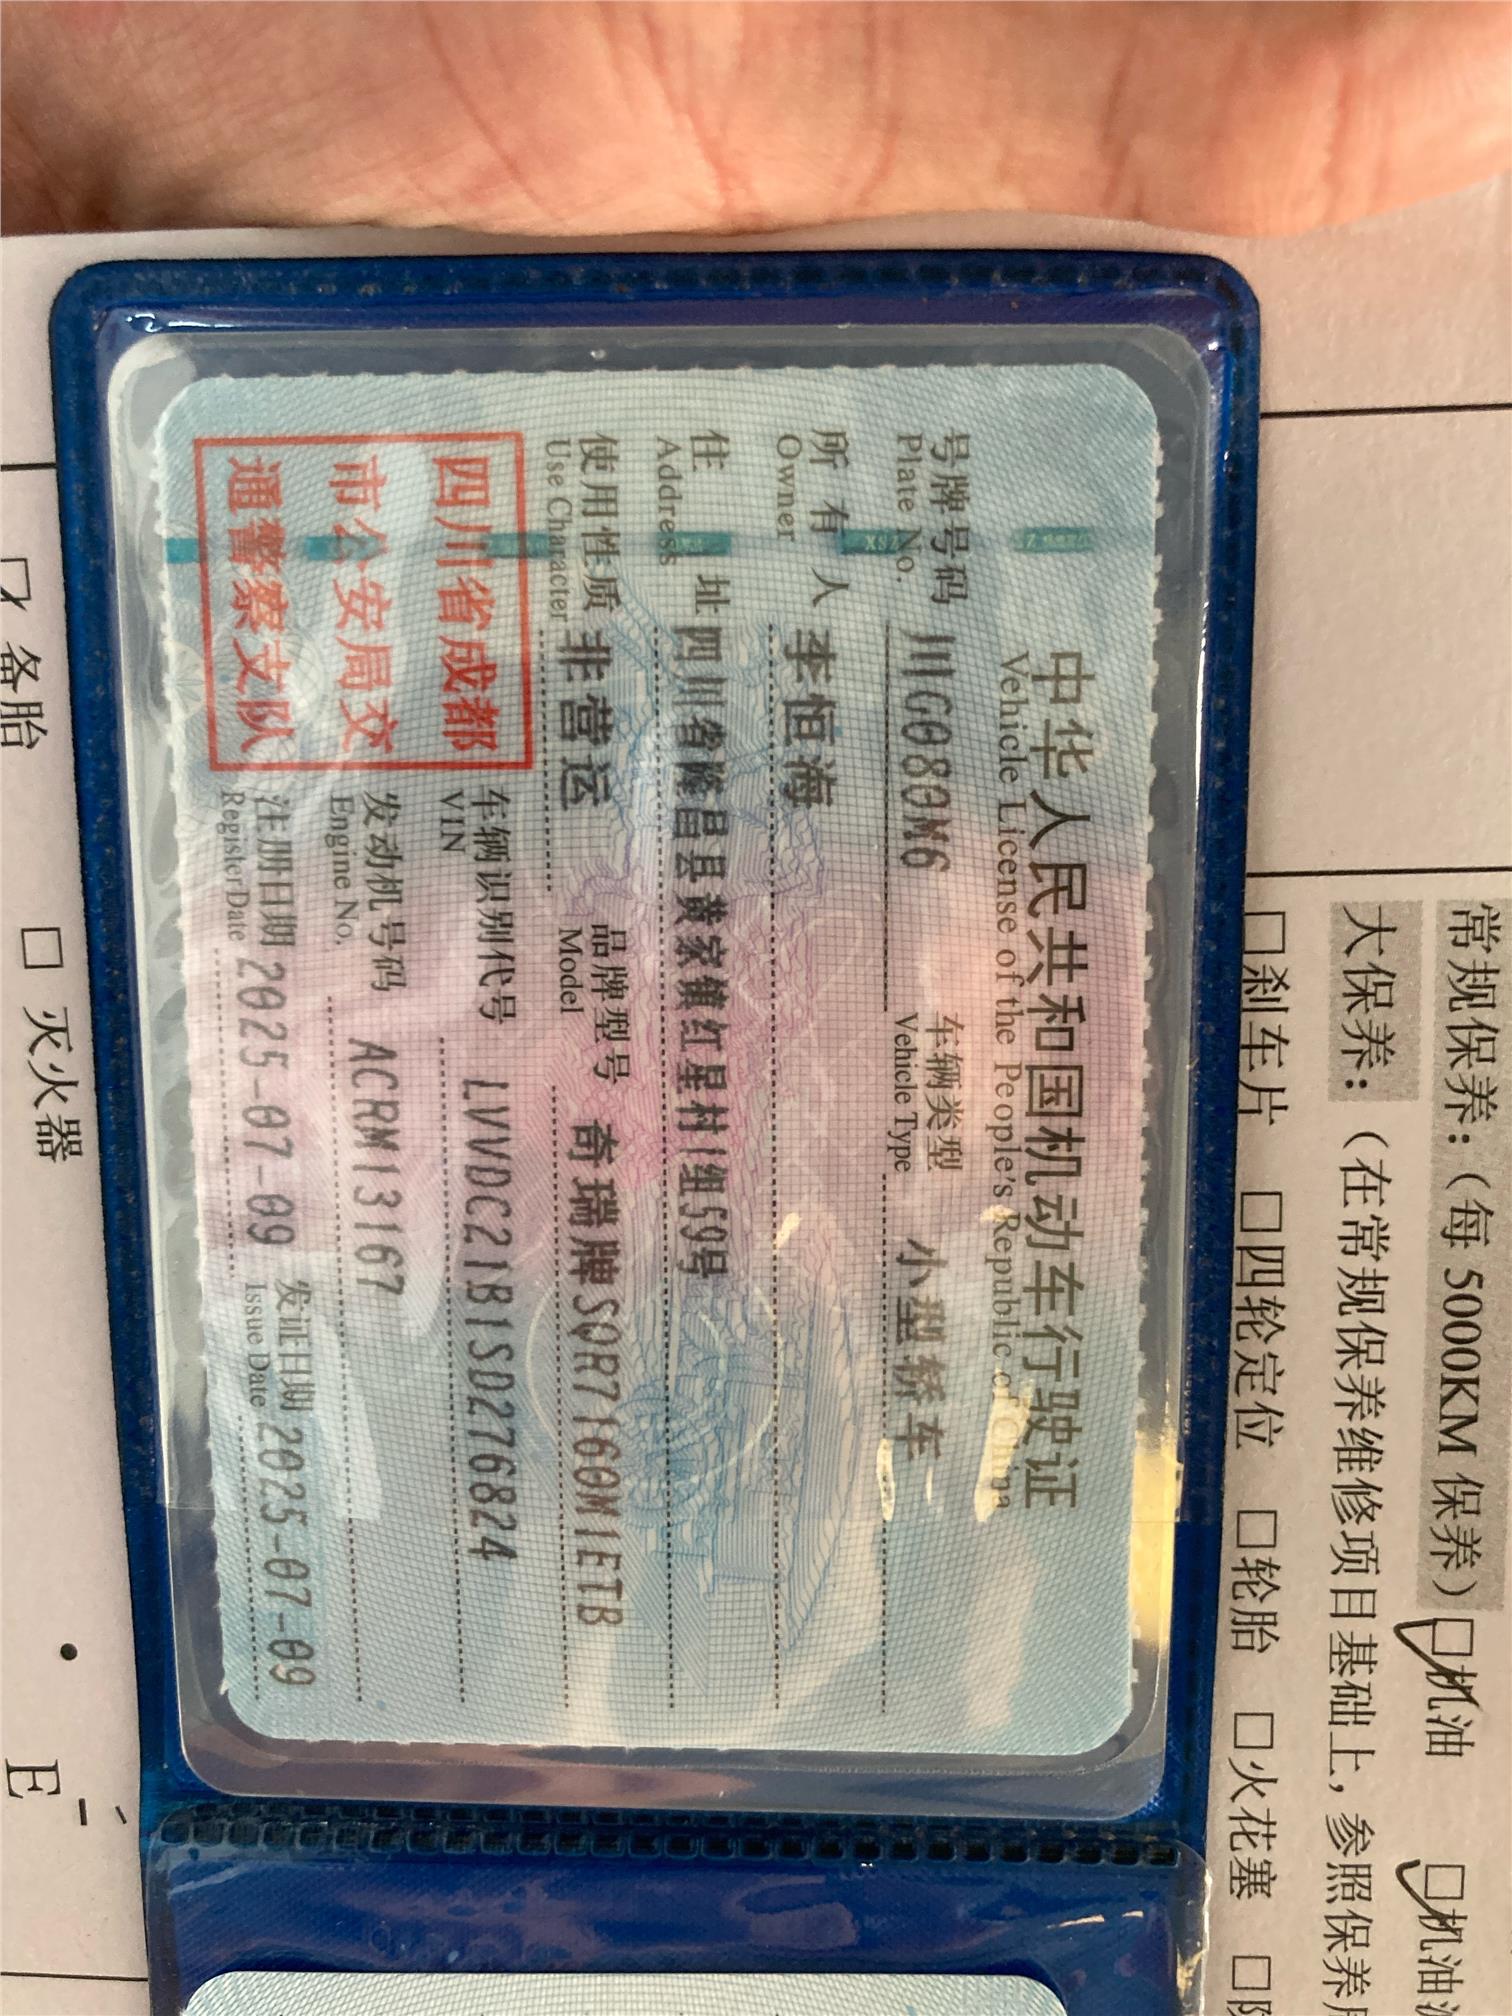 中华人民共和国机动车行驶证
Vehicle License of the People's Republic of China
号牌号码 川G080M6 车辆类型 小型轿车
Plate No. Vehicle Type
所有人 李恒海
Owner
住址 四川省隆昌县黄家镇红星村1组59号
Address
使用性质 非营运 品牌型号 奇瑞牌SQR7160M1ETB
Use Character Model
四川省成都
市公安局交
通警察支队
车辆识别代号 LVVDC21B1SD276824
VIN
发动机号码 ACRM13167
Engine No.
注册日期 2025-07-09 发证日期 2025-07-09
Register Date Issue Date
常规保养:(每 5000KM 保养) □机油 □机油
大保养:(在常规保养维修项目基础上,参照保养
□刹车片 □四轮定位 □轮胎 □火花塞
备胎 □ 灭火器
E